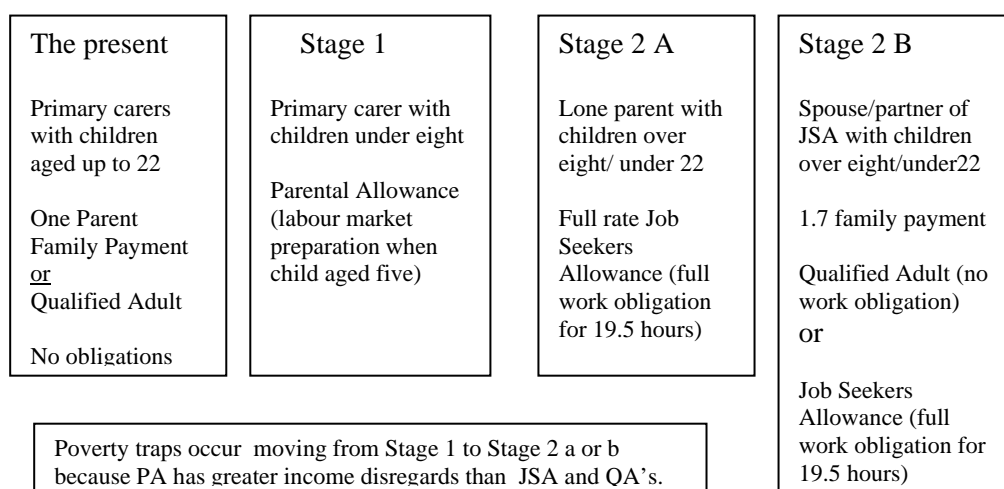 The present
Primary carers
with children
aged up to 22
One Parent
Family Payment
or
Qualified Adult
No obligations
Stage 1
Primary carer with
children under eight
Parental Allowance
(labour market
preparation when
child aged five)
Stage 2 A
Lone parent with
children over
eight/ under 22
Full rate Job
Seekers
Allowance (full
work obligation
for 19.5 hours)
Stage 2 B
Spouse/partner of
JSA with children
over eight/under22
1.7 family payment
Qualified Adult (no
work obligation)
or
Job Seekers
Allowance (full
work obligation for
19.5 hours)
Poverty traps occur moving from Stage 1 to Stage 2 a or b
because PA has greater income disregards than JSA and QA's.